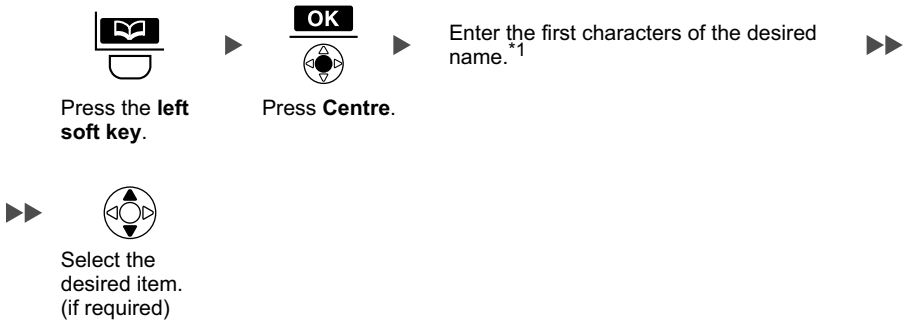 OK
Enter the first characters of the desired
name.*1
Press the left
soft key.
Press Centre.
Select the
desired item.
(if required)